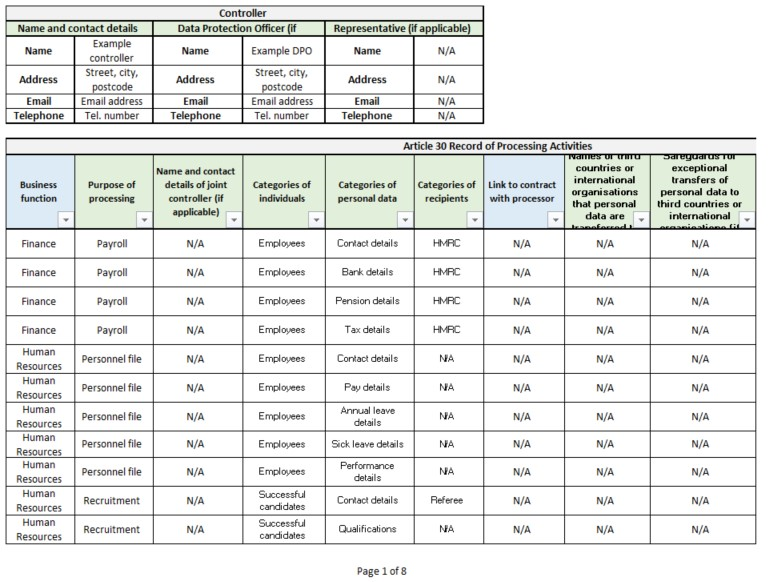 Controller
Name and contact details Data Protection Officer (if Representative (if applicable)
Name Example controller Name Example DPO Name N/A
Address Street, city, postcode Address Street, city, postcode Address N/A
Email Email address Email Email address Email N/A
Telephone Tel. number Telephone Tel. number Telephone N/A
Article 30 Record of Processing Activities
Business function Purpose of processing Name and contact details of joint controller (if applicable) Categories of individuals Categories of personal data Categories of recipients Link to contract with processor Names of third countries or international organisations that personal data are transferred Safeguards for exceptional transfers of personal data to third countries or international organisations (if
Finance Payroll N/A Employees Contact details HMRC N/A N/A N/A
Finance Payroll N/A Employees Bank details HMRC N/A N/A N/A
Finance Payroll N/A Employees Pension details HMRC N/A N/A N/A
Finance Payroll N/A Employees Tax details HMRC N/A N/A N/A
Human Resources Personnel file N/A Employees Contact details N/A N/A N/A N/A
Human Resources Personnel file N/A Employees Pay details N/A N/A N/A N/A
Human Resources Personnel file N/A Employees Annual leave details N/A N/A N/A N/A
Human Resources Personnel file N/A Employees Sick leave details N/A N/A N/A N/A
Human Resources Personnel file N/A Employees Performance details N/A N/A N/A N/A
Human Resources Recruitment N/A Successful candidates Contact details Referee N/A N/A N/A
Human Resources Recruitment N/A Successful candidates Qualifications N/A N/A N/A N/A
Page 1 of 8